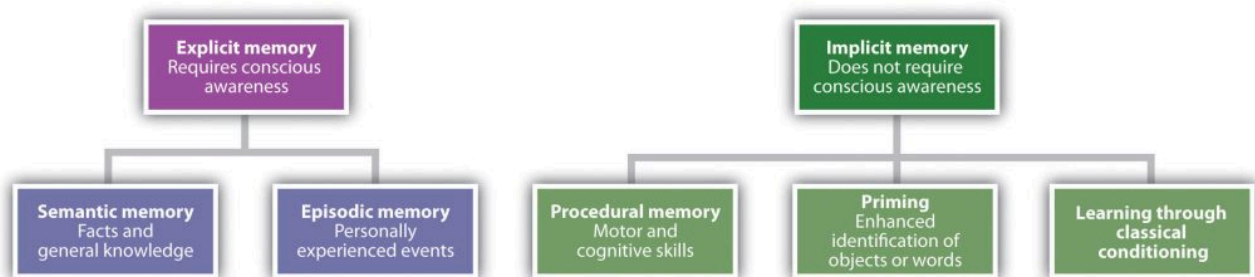 Explicit memory
Requires conscious
awareness
Implicit memory
Does not require
conscious awareness
Semantic memory
Facts and
general knowledge
Episodic memory
Personally
experienced events
Procedural memory
Motor and
cognitive skills
Priming
Enhanced
identification of
objects or words
Learning through
classical
conditioning